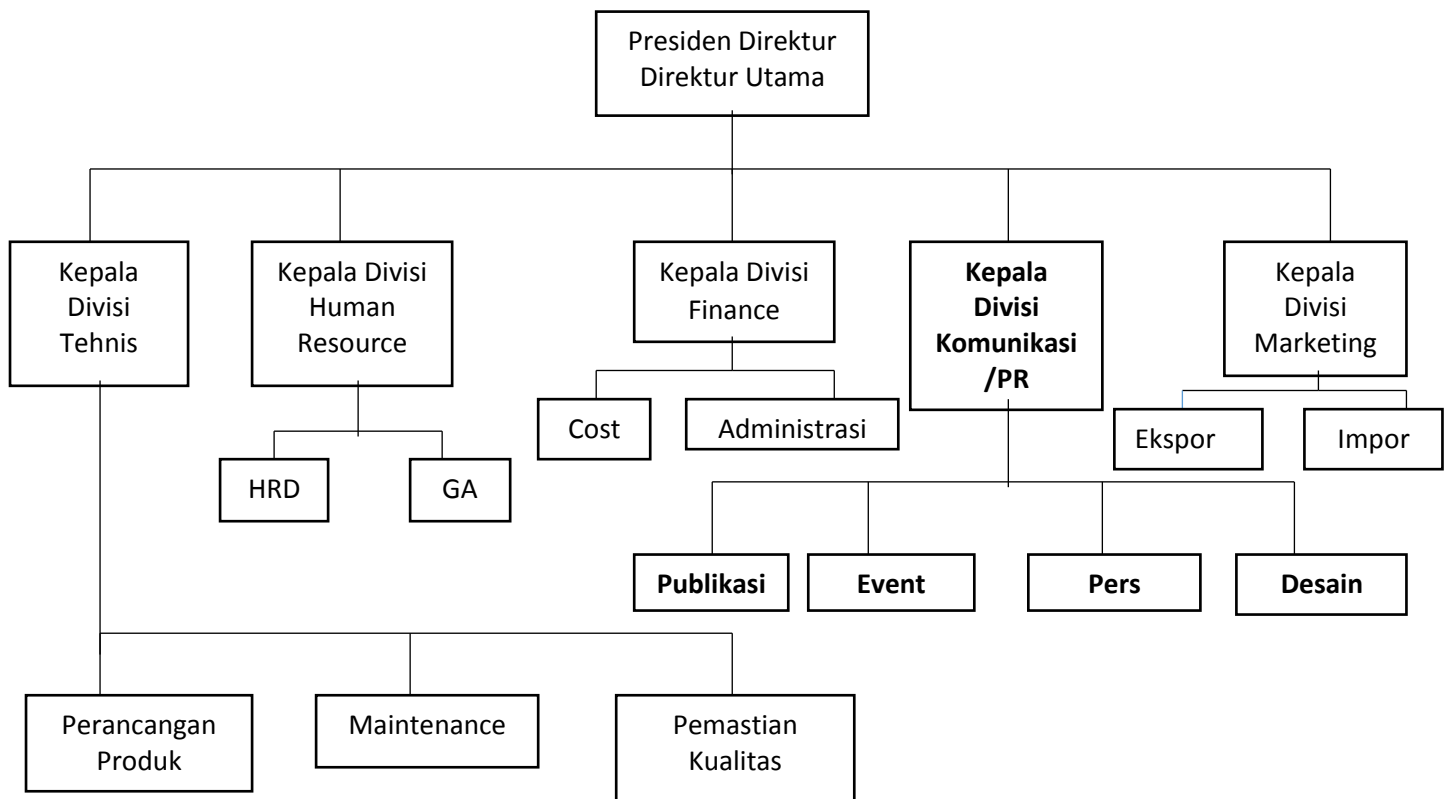 Presiden Direktur
Direktur Utama
Kepala
Divisi
Tehnis
Kepala Divisi
Human
Resource
Kepala Divisi
Finance
Kepala
Divisi
Komunikasi
/PR
Kepala
Divisi
Marketing
Cost
Administrasi
Ekspor
Impor
HRD
GA
Publikasi
Event
Pers
Desain
Perancangan
Produk
Maintenance
Pemastian
Kualitas